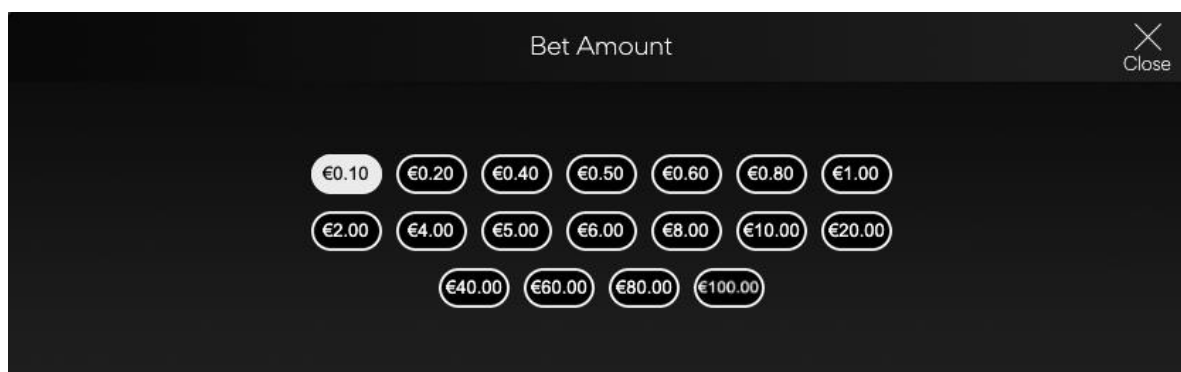 Bet Amount
Close
€0.10 €0.20 €0.40 €0.50 €0.60 €0.80 €1.00
€2.00 €4.00 €5.00 €6.00 €8.00 €10.00 €20.00
€40.00 €60.00 €80.00 €100.00